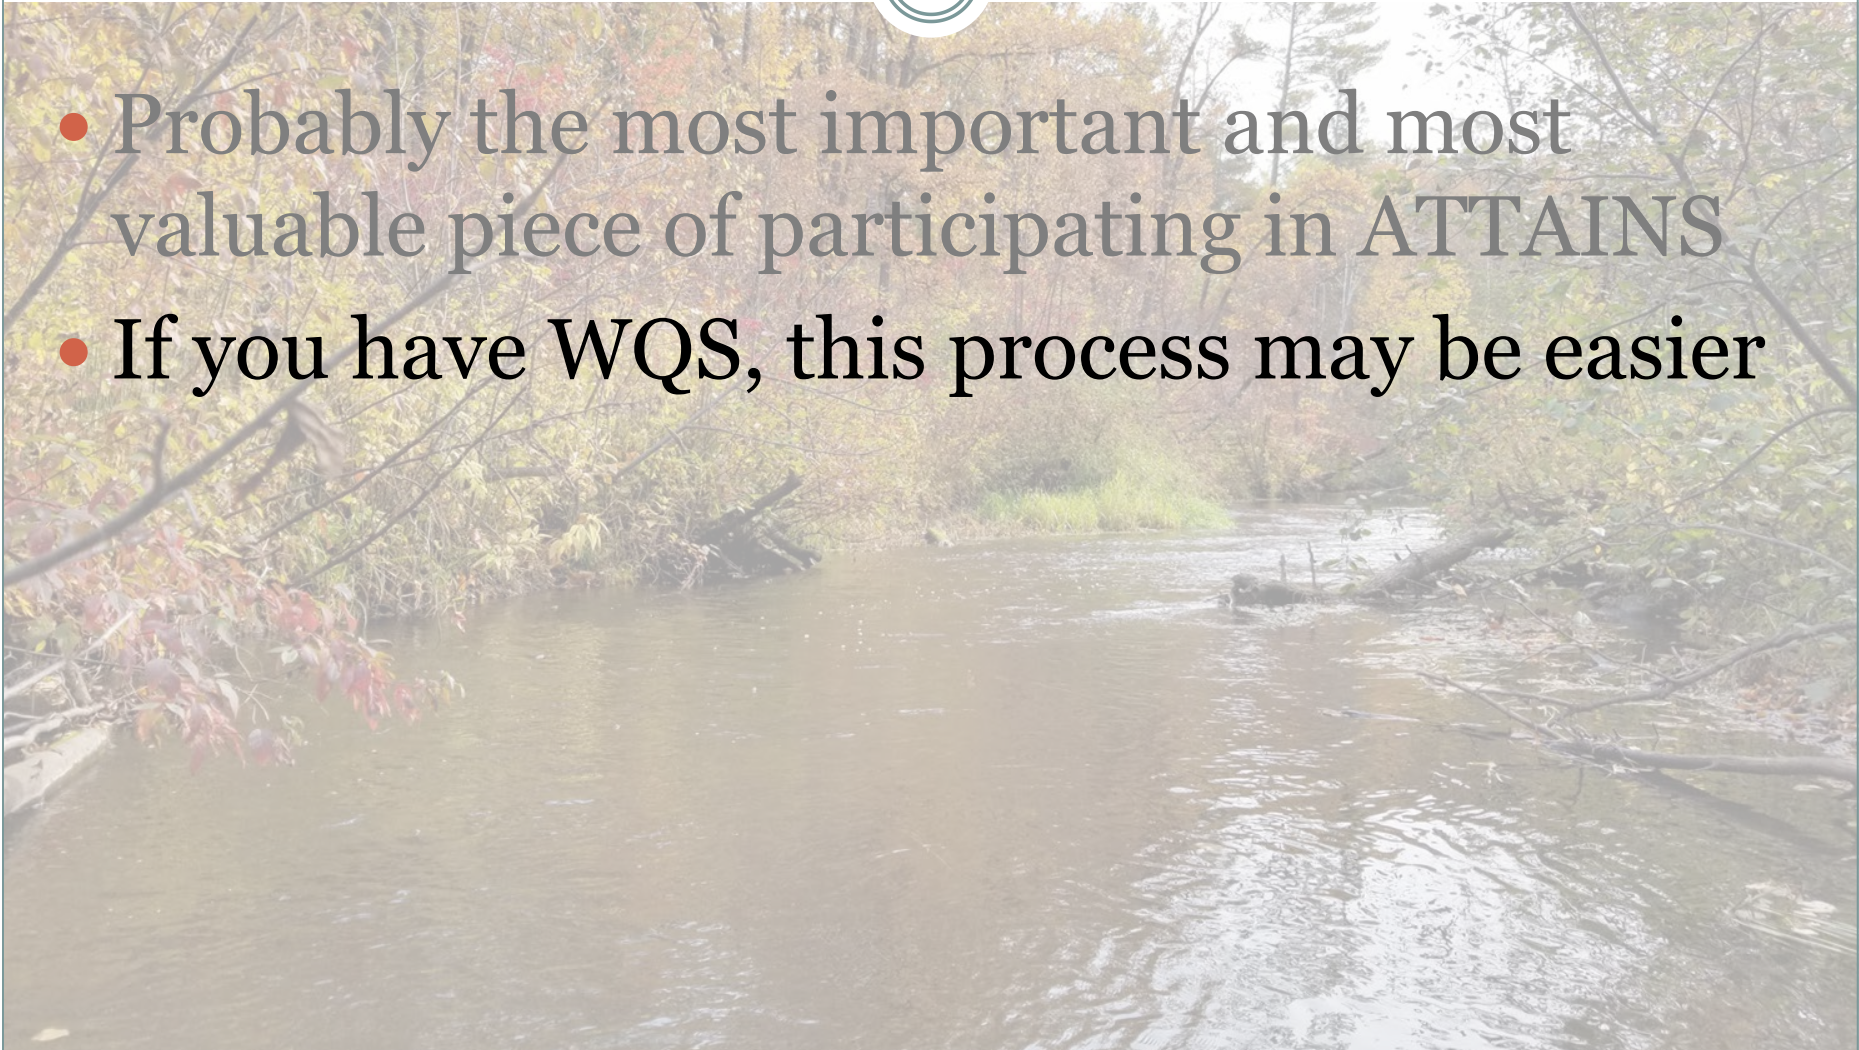 • Probably the most important and most
valuable piece of participating in ATTAINS
• If you have WQS, this process may be easier